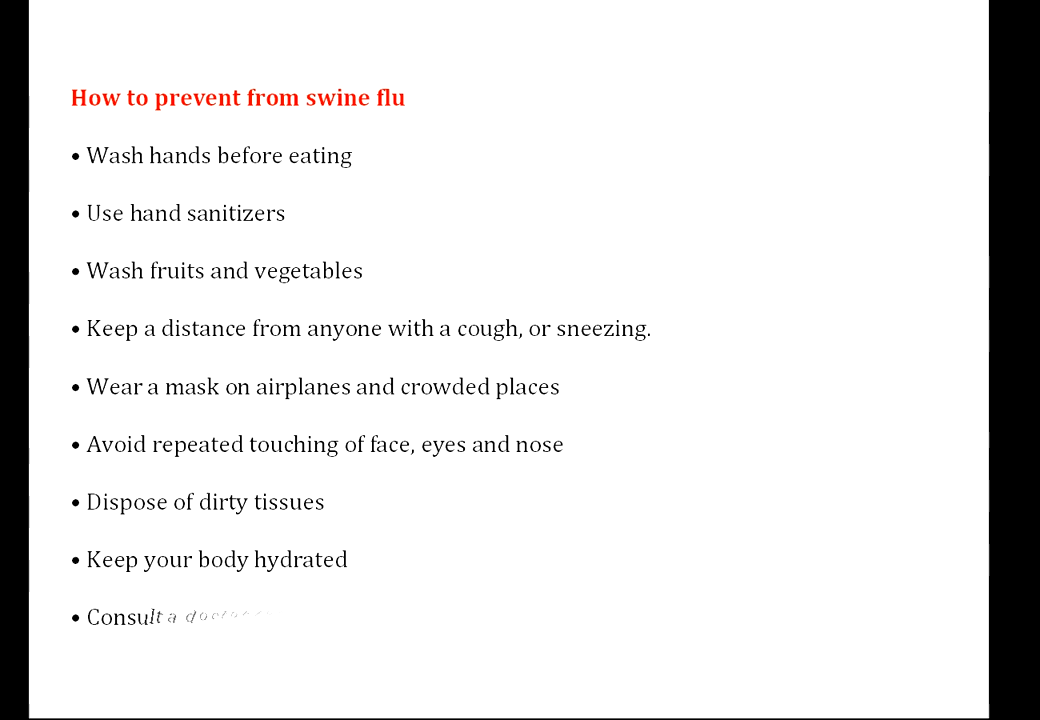 How to prevent from swine flu
• Wash hands before eating
• Use hand sanitizers
• Wash fruits and vegetables
• Keep a distance from anyone with a cough, or sneezing.
• Wear a mask on airplanes and crowded places
• Avoid repeated touching of face, eyes and nose
• Dispose of dirty tissues
• Keep your body hydrated
• Consult a